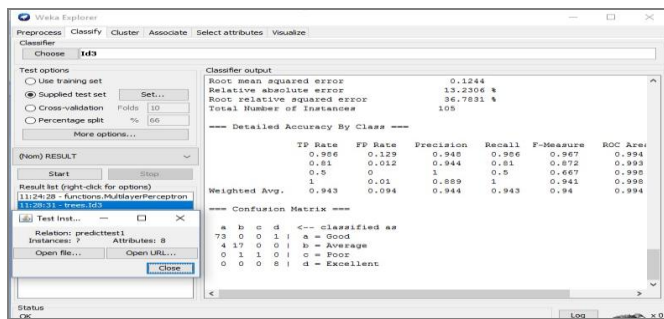 Weka Explorer
Preprocess Classify Cluster Associate Select attributes Visualize
Classifier
Choose Id3
Test options
Use training set
Supplied test set Set...
Cross-validation Folds 10
Percentage split % 66
More options...
(Nom) RESULT
Start Stop
Result list (right-click for options)
11:24:28 - functions.MultilayerPerceptron
11:28:31 - trees.Id3
Test Inst...
Relation: predicttest1
Instances: ? Attributes: 8
Open file... Open URL...
Close
Classifier output
Root mean squared error 0.1244
Relative absolute error 13.2306 %
Root relative squared error 36.7831 %
Total Number of Instances 105
=== Detailed Accuracy By Class ===
TP Rate FP Rate Precision Recall F-Measure ROC Area
0.986 0.129 0.948 0.986 0.967 0.994
0.81 0.012 0.944 0.81 0.872 0.993
0.5 0 1 0.5 0.667 0.998
1 0.01 0.889 1 0.941 0.998
Weighted Avg. 0.943 0.094 0.944 0.943 0.94 0.994
=== Confusion Matrix ===
a b c d <-- classified as
73 0 0 1 | a = Good
4 17 0 0 | b = Average
0 1 1 0 | c = Poor
0 0 0 8 | d = Excellent
Status
OK
Log x 0